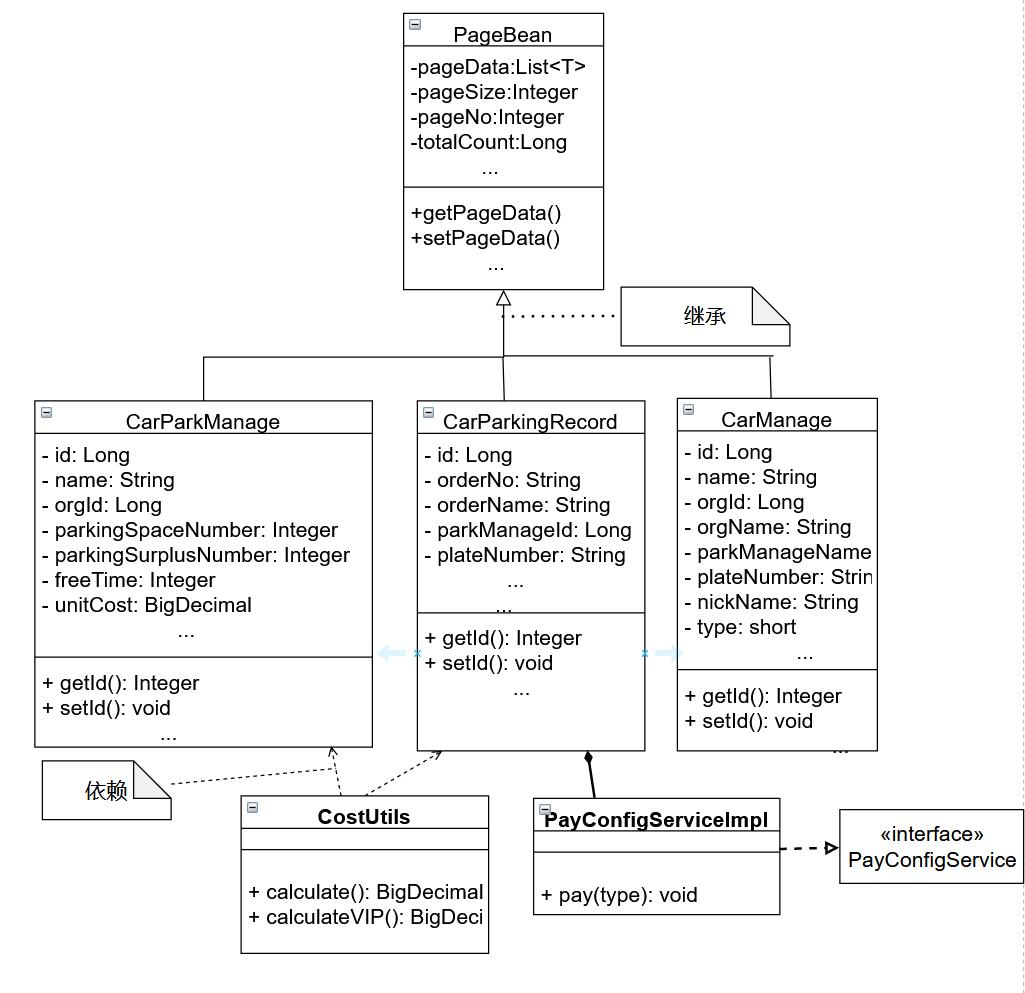 PageBean
-pageData:List<T>
-pageSize:Integer
-pageNo:Integer
-totalCount:Long
...
+getPageData()
+setPageData()
...
继承
CarParkManage
- id: Long
- name: String
- orgId: Long
- parkingSpaceNumber: Integer
- parkingSurplusNumber: Integer
- freeTime: Integer
- unitCost: BigDecimal
...
+ getId(): Integer
+ setId(): void
...
CarParkingRecord
- id: Long
- orderNo: String
- orderName: String
- parkManageId: Long
- plateNumber: String
...
...
+ getId(): Integer
+ setId(): void
...
CarManage
- id: Long
- name: String
- orgId: Long
- orgName: String
- parkManageName
- plateNumber: Strin
- nickName: String
- type: short
...
+ getId(): Integer
+ setId(): void
...
依赖
CostUtils
+ calculate(): BigDecimal
+ calculateVIP(): BigDeci
PayConfigServiceImpl
+ pay(type): void
«interface»
PayConfigService